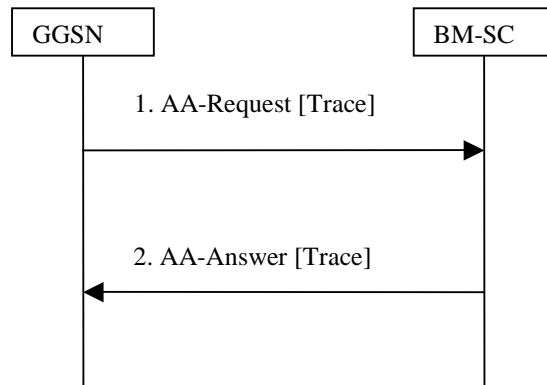 GGSN
BM-SC
1. AA-Request [Trace]
2. AA-Answer [Trace]